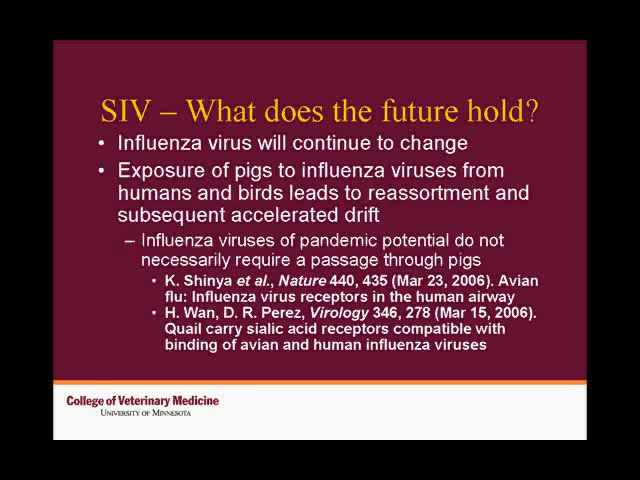 SIV – What does the future hold?
• Influenza virus will continue to change
• Exposure of pigs to influenza viruses from
humans and birds leads to reassortment and
subsequent accelerated drift
– Influenza viruses of pandemic potential do not
necessarily require a passage through pigs
• K. Shinya et al., Nature 440, 435 (Mar 23, 2006). Avian
flu: Influenza virus receptors in the human airway
• H. Wan, D. R. Perez, Virology 346, 278 (Mar 15, 2006).
Quail carry sialic acid receptors compatible with
binding of avian and human influenza viruses
College of Veterinary Medicine
UNIVERSITY OF MINNESOTA